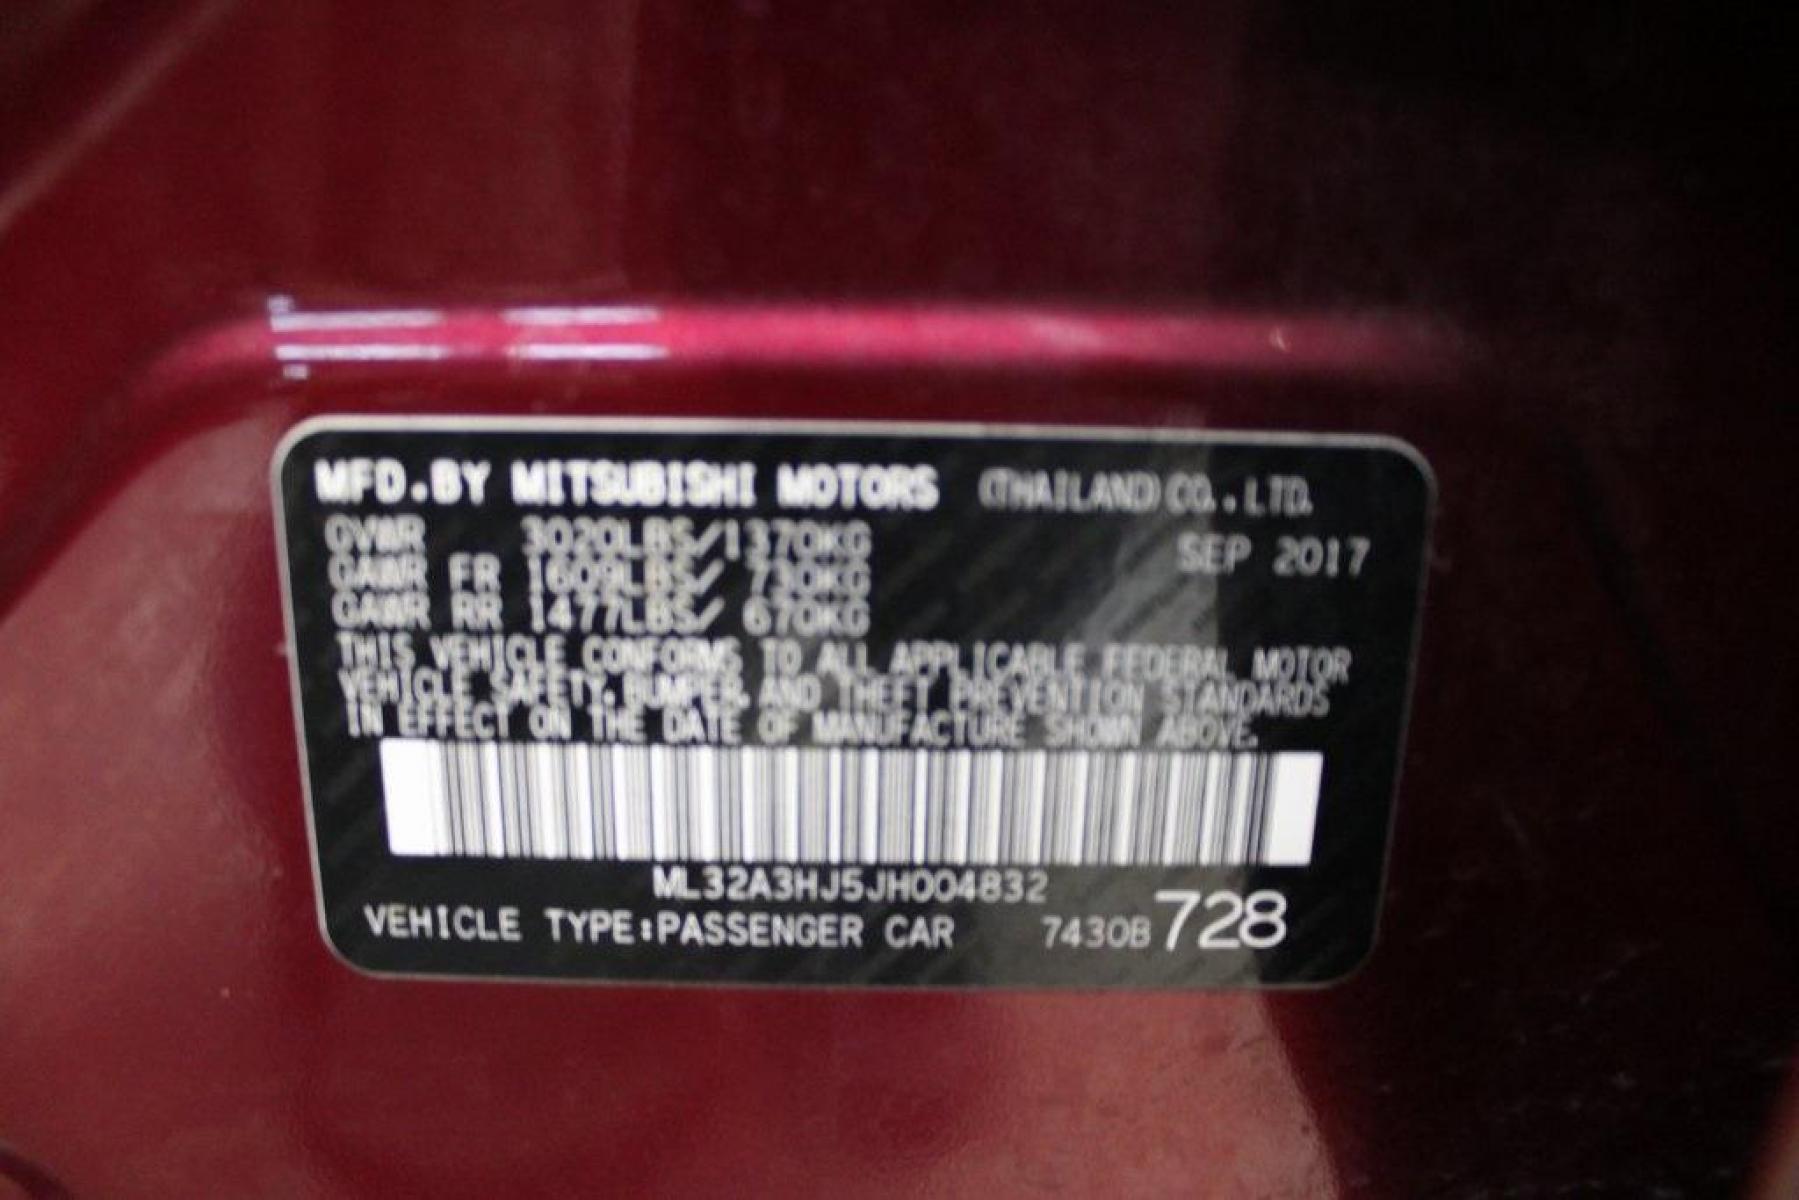 MFD.BY MITSUBISHI MOTORS (THAILAND) CO., LTD.
GVWR 3020LBS/1370KG SEP 2017
GAWR FR 1609LBS/ 730KG
GAWR RR 1477LBS/ 670KG
THIS VEHICLE CONFORMS TO ALL APPLICABLE FEDERAL MOTOR
VEHICLE SAFETY, BUMPER, AND THEFT PREVENTION STANDARDS
IN EFFECT ON THE DATE OF MANUFACTURE SHOWN ABOVE.
ML32A3HJ5JH004832
VEHICLE TYPE:PASSENGER CAR 7430B728